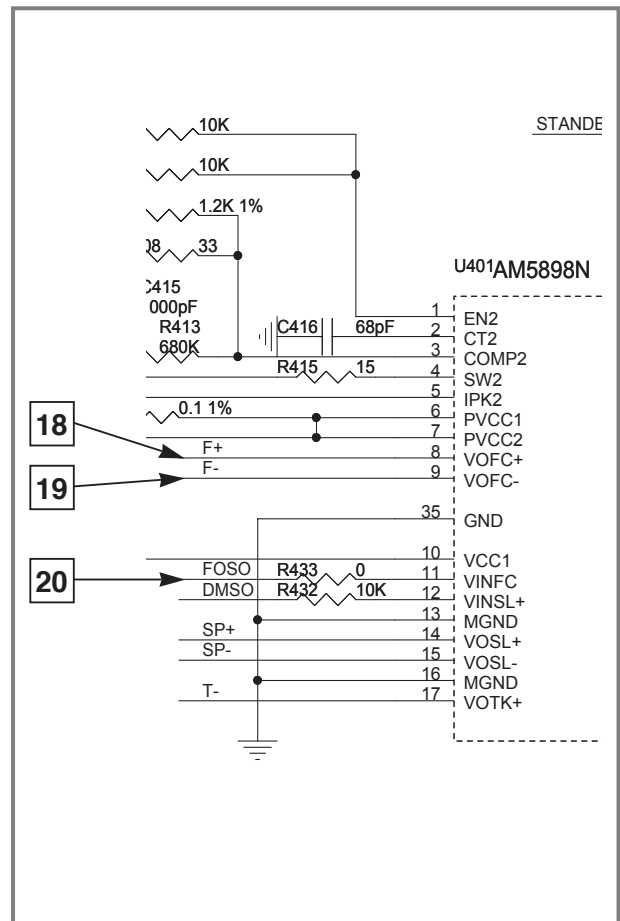 10K
STANDE
10K
1.2K 1%
08 33
U401 AM5898N
C415
000pF
R413
680K
C416 68pF
1 EN2
2 CT2
3 COMP2
R415 15 4 SW2
5 IPK2
0.1 1% 6 PVCC1
7 PVCC2
18 F+ 8 VOFC+
19 F- 9 VOFC-
35 GND
10 VCC1
20 FOSO R433 0 11 VINFC
DMSO R432 10K 12 VINSL+
13 MGND
SP+ 14 VOSL+
SP- 15 VOSL-
16 MGND
T- 17 VOTK+